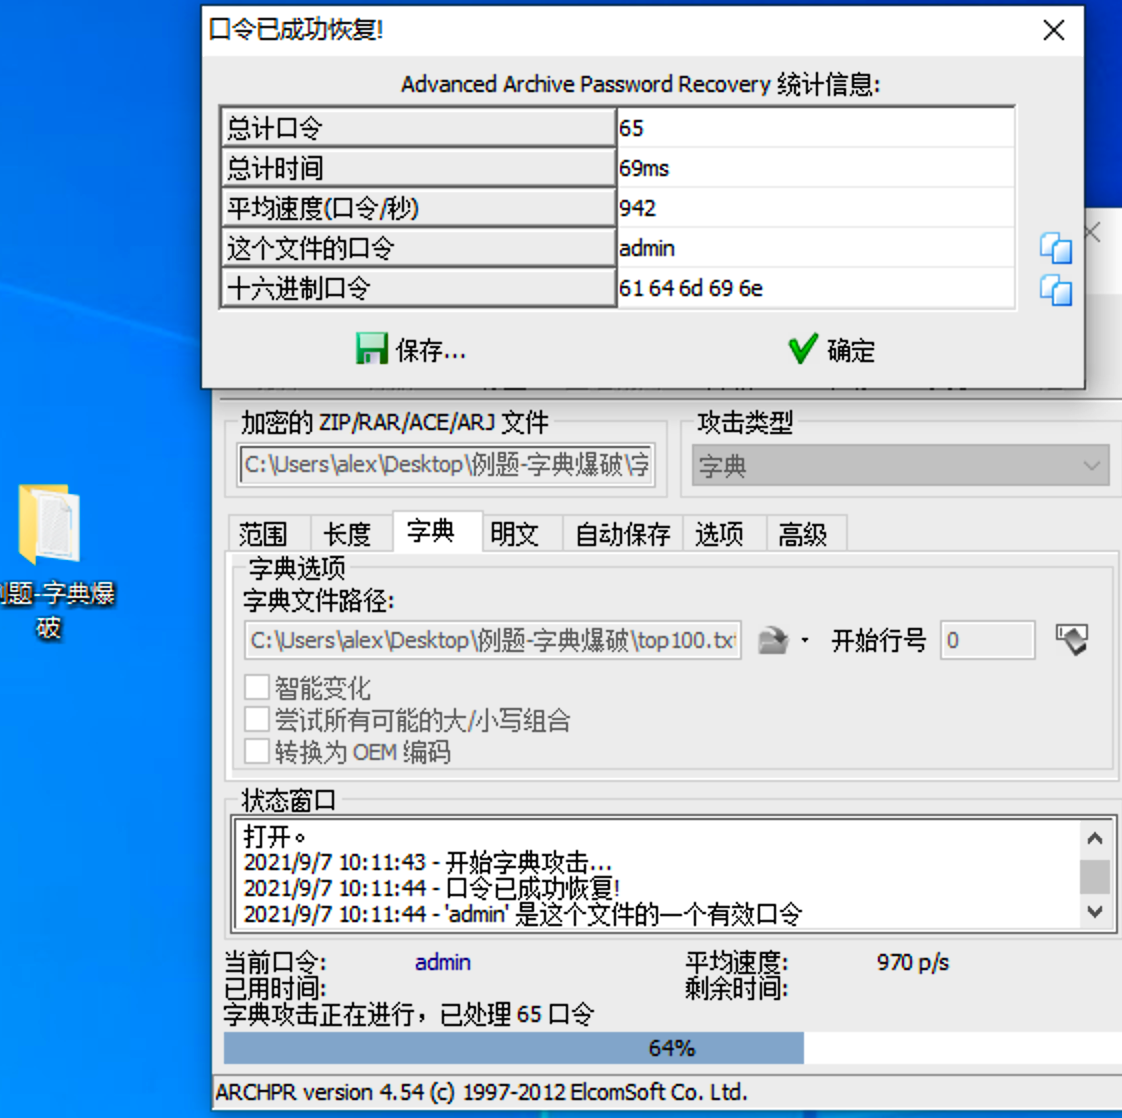 口令已成功恢复!
Advanced Archive Password Recovery 统计信息:
总计口令 65
总计时间 69ms
平均速度(口令/秒) 942
这个文件的口令 admin
十六进制口令 61 64 6d 69 6e
保存... 确定
加密的 ZIP/RAR/ACE/ARJ 文件 攻击类型
C:\Users\alex\Desktop\例题-字典爆破\字 字典
范围 长度 字典 明文 自动保存 选项 高级
字典选项
字典文件路径:
C:\Users\alex\Desktop\例题-字典爆破\top100.txt 开始行号 0
智能变化
尝试所有可能的大/小写组合
转换为 OEM 编码
状态窗口
打开。
2021/9/7 10:11:43 - 开始字典攻击...
2021/9/7 10:11:44 - 口令已成功恢复!
2021/9/7 10:11:44 - 'admin' 是这个文件的一个有效口令
当前口令: admin 平均速度: 970 p/s
已用时间: 剩余时间:
字典攻击正在进行，已处理 65 口令
64%
ARCHPR version 4.54 (c) 1997-2012 ElcomSoft Co. Ltd.
例题-字典爆
破